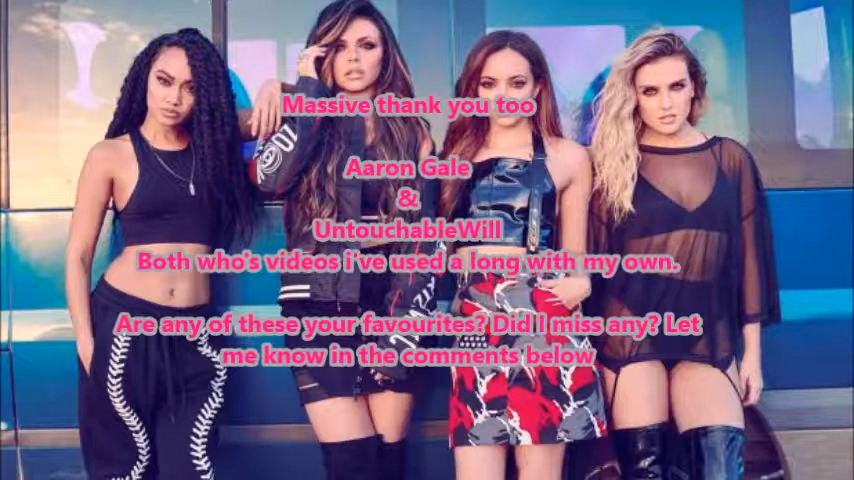 Massive thank you too
Aaron Gale
&
UntouchableWill
Both who's videos i've used a long with my own.
Are any of these your favourites? Did I miss any? Let
me know in the comments below